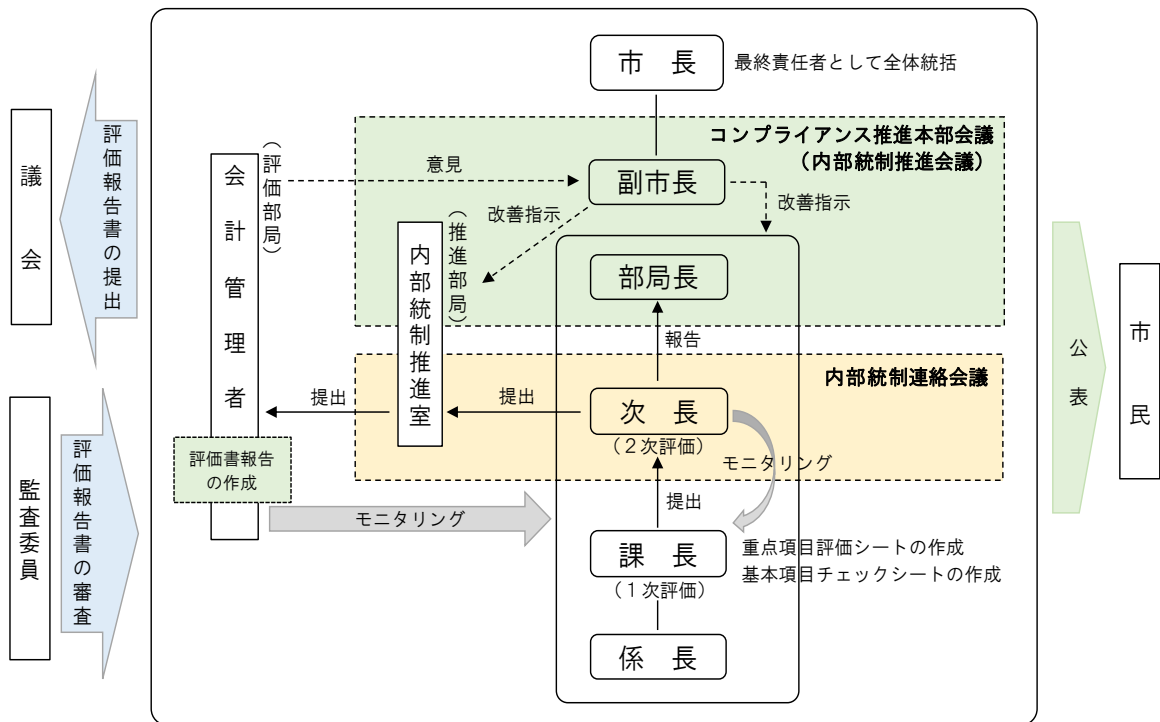 市　長
最終責任者として全体統括
コンプライアンス推進本部会議
（内部統制推進会議）
議　会
評価報告書の提出
会計管理者
（評価部局）
意見
副市長
改善指示
改善指示
内部統制推進室
（推進部局）
部局長
報告
内部統制連絡会議
提出
提出
次　長
（２次評価）
モニタリング
評価書報告
の作成
提出
モニタリング
課　長
（１次評価）
重点項目評価シートの作成
基本項目チェックシートの作成
係　長
監査委員
評価報告書の審査
公表
市　民